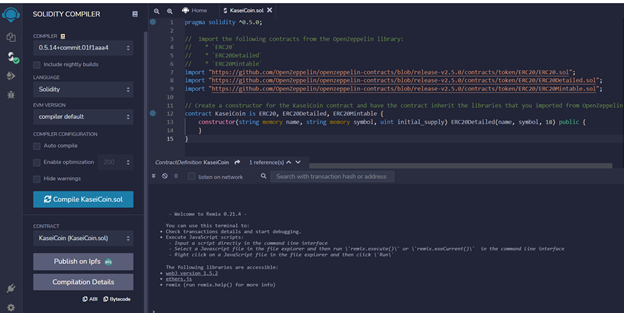 SOLIDITY COMPILER
COMPILER
0.5.14+commit.01f1aaa4
Include nightly builds
LANGUAGE
Solidity
EVM VERSION
compiler default
COMPILER CONFIGURATION
Auto compile
Enable optimization
200
Hide warnings
Compile KaseiCoin.sol
CONTRACT
KaseiCoin (KaseiCoin.sol)
Publish on Ipfs
Compilation Details
ABI
Bytecode
Home
KaseiCoin.sol
1 pragma solidity ^0.5.0;
2
3 //  Import the following contracts from the OpenZeppelin library:
4 //    * `ERC20`
5 //    * `ERC20Detailed`
6 //    * `ERC20Mintable`
7 import "https://github.com/OpenZeppelin/openzeppelin-contracts/blob/release-v2.5.0/contracts/token/ERC20/ERC20.sol";
8 import "https://github.com/OpenZeppelin/openzeppelin-contracts/blob/release-v2.5.0/contracts/token/ERC20/ERC20Detailed.sol";
9 import "https://github.com/OpenZeppelin/openzeppelin-contracts/blob/release-v2.5.0/contracts/token/ERC20/ERC20Mintable.sol";
10
11 // Create a constructor for the KaseiCoin contract and have the contract inherit the libraries that you imported from OpenZeppelin
12 contract KaseiCoin is ERC20, ERC20Detailed, ERC20Mintable {
13 constructor(string memory name, string memory symbol, uint initial_supply) ERC20Detailed(name, symbol, 18) public {
14 }
15 }
ContractDefinition KaseiCoin
1 reference(s)
0
listen on network
Search with transaction hash or address
- Welcome to Remix 0.21.4 -
You can use this terminal to:
• Check transactions details and start debugging.
• Execute JavaScript scripts:
- Input a script directly in the command line interface
- Select a Javascript file in the file explorer and then run \`remix.execute()\` or \`remix.exeCurrent()\` in the command line interface
- Right click on a JavaScript file in the file explorer and then click \`Run\`
The following libraries are accessible:
• web3 version 1.5.2
• ethers.js
• remix (run remix.help() for more info)
>